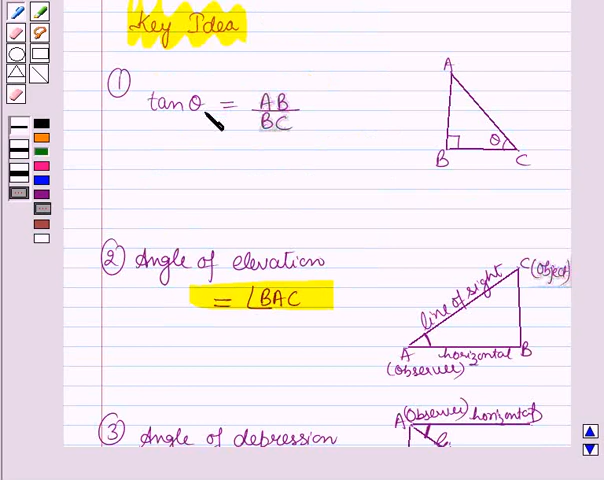 Key Idea
①
tanθ = AB
BC
A
B
θ
C
② Angle of elevation
= ∠BAC
C (Object)
line of sight
A
horizontal
B
(Observer)
③ Angle of depression
A (Observer) horizontal